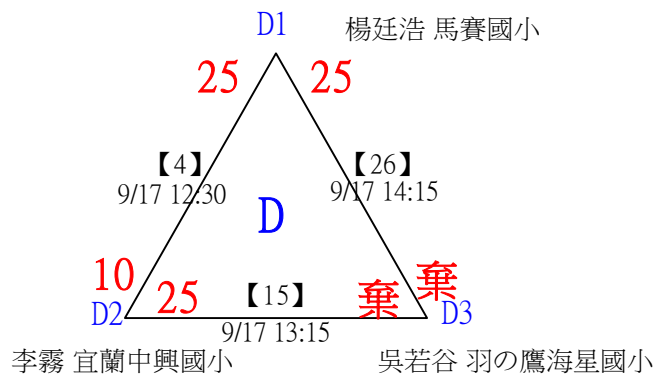 D1 楊廷浩 馬賽國小
25 25
【4】 【26】
9/17 12:30 9/17 14:15
D
10 25 【15】 棄 棄
D2 D3
9/17 13:15
李霧 宜蘭中興國小 吳若谷 羽の鷹海星國小